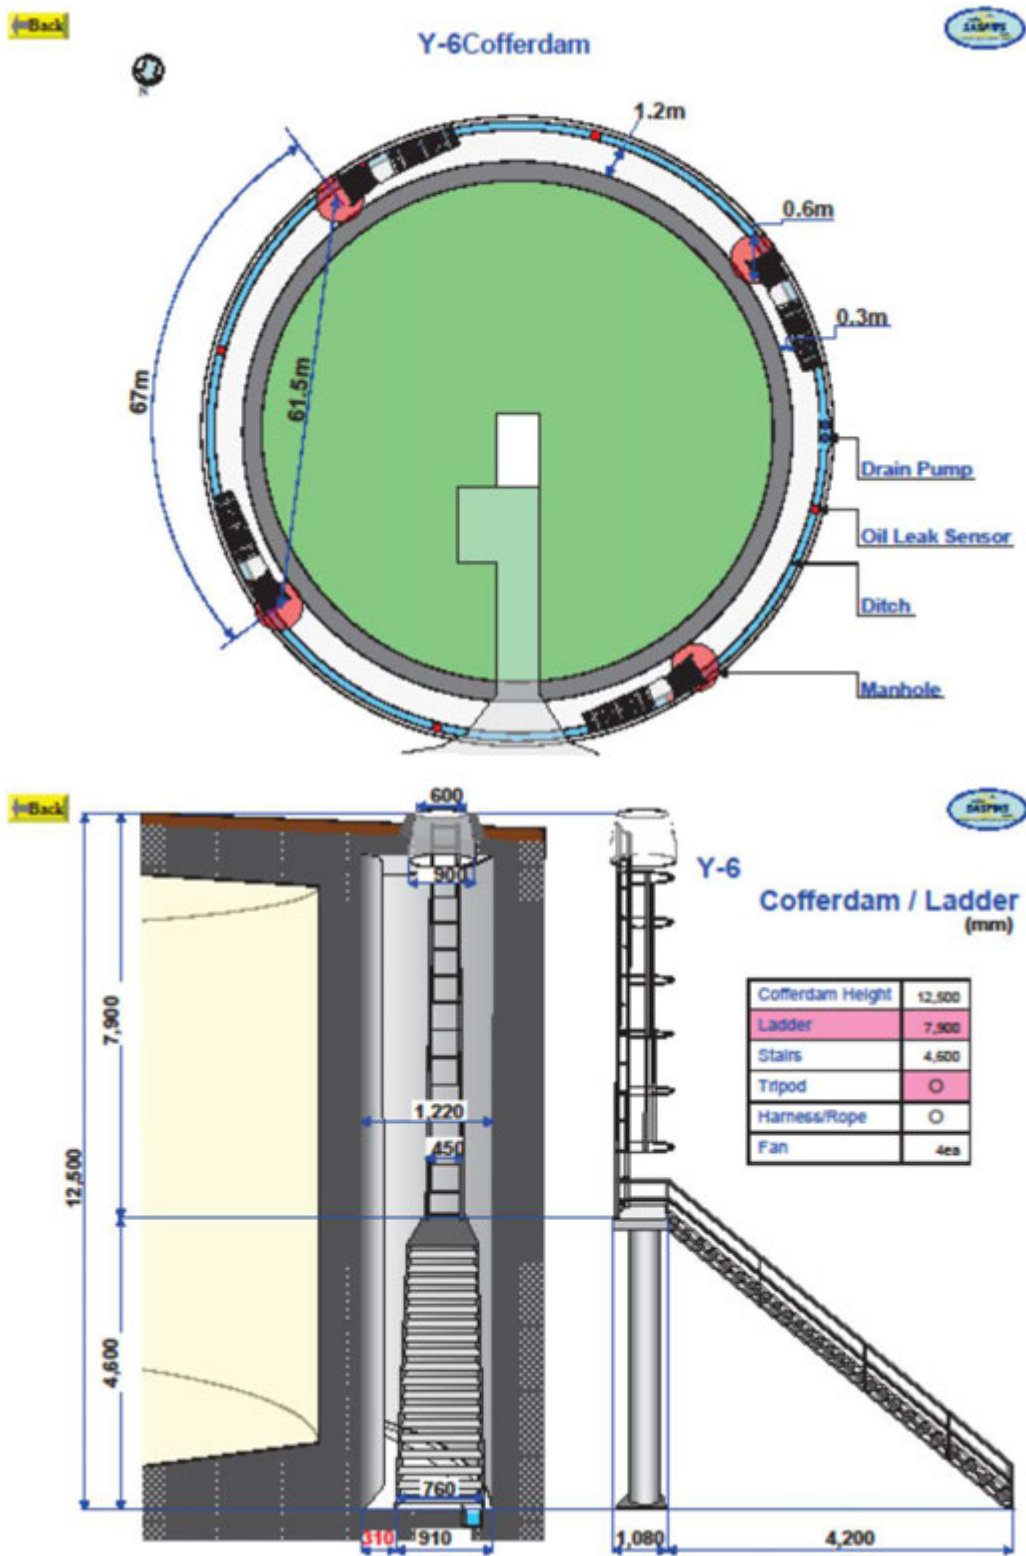 Back
Y-6Cofferdam
1.2m
0.6m
0.3m
67m
61.5m
Drain Pump
Oil Leak Sensor
Ditch
Manhole
Back
600
900
Y-6
Cofferdam / Ladder
(mm)
Cofferdam Height 12,500
Ladder 7,900
Stairs 4,600
Tripod O
Harness/Rope O
Fan 4ea
7,900
1,220
450
12,500
4,600
760
310
910
1,080
4,200